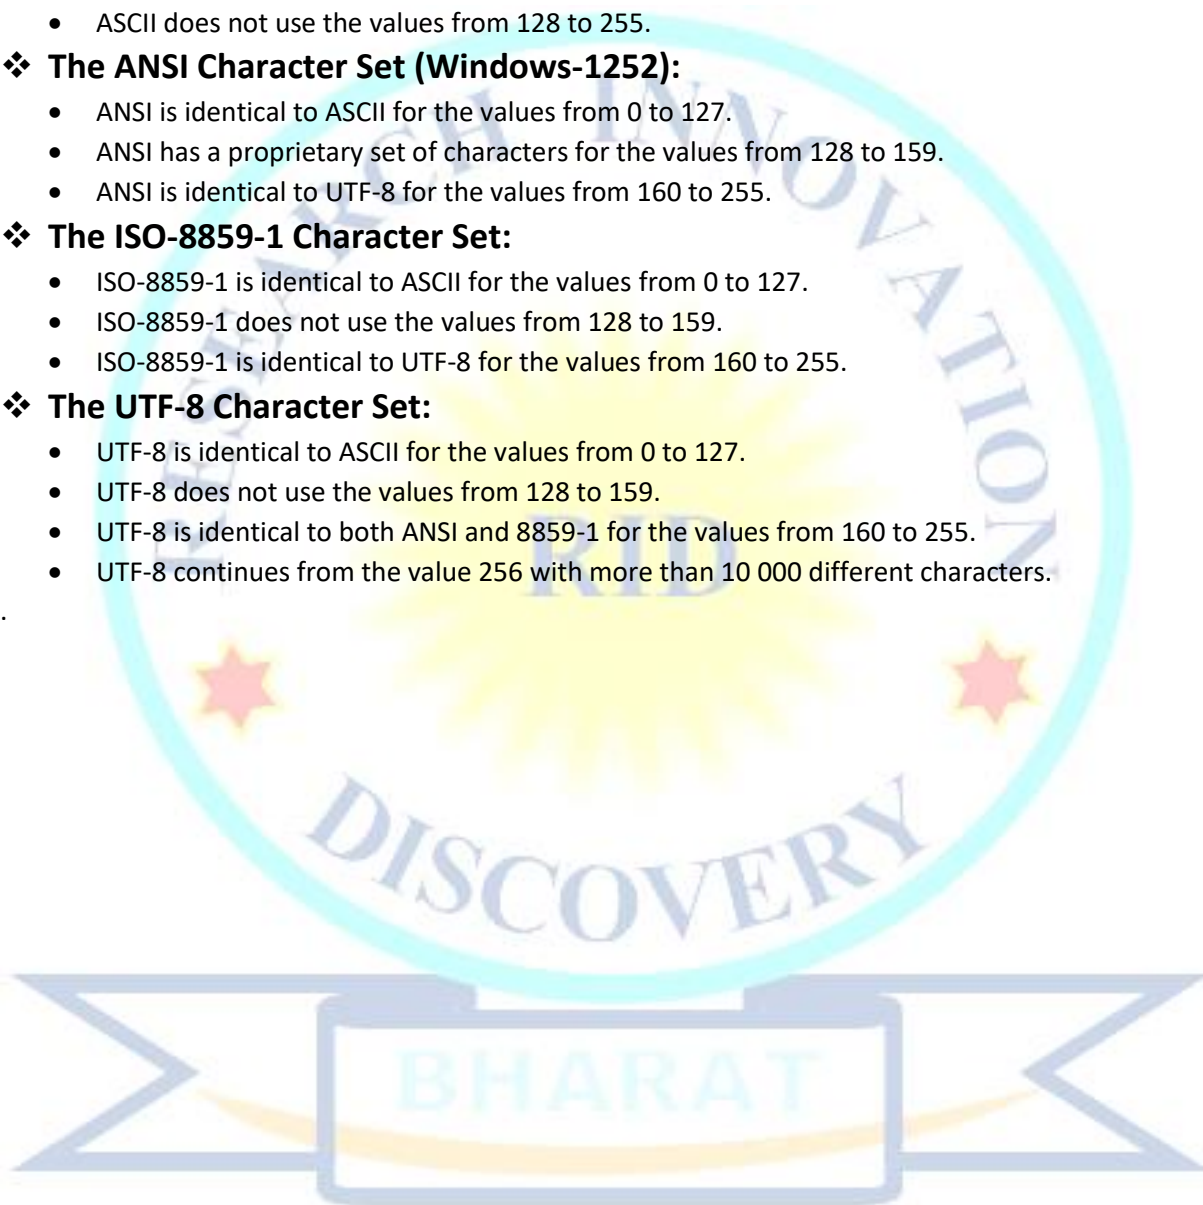 • ASCII does not use the values from 128 to 255.
❖ The ANSI Character Set (Windows-1252):
• ANSI is identical to ASCII for the values from 0 to 127.
• ANSI has a proprietary set of characters for the values from 128 to 159.
• ANSI is identical to UTF-8 for the values from 160 to 255.
❖ The ISO-8859-1 Character Set:
• ISO-8859-1 is identical to ASCII for the values from 0 to 127.
• ISO-8859-1 does not use the values from 128 to 159.
• ISO-8859-1 is identical to UTF-8 for the values from 160 to 255.
❖ The UTF-8 Character Set:
• UTF-8 is identical to ASCII for the values from 0 to 127.
• UTF-8 does not use the values from 128 to 159.
• UTF-8 is identical to both ANSI and 8859-1 for the values from 160 to 255.
• UTF-8 continues from the value 256 with more than 10 000 different characters.
.
RESEARCH INNOVATION
RID
DISCOVERY
BHARAT